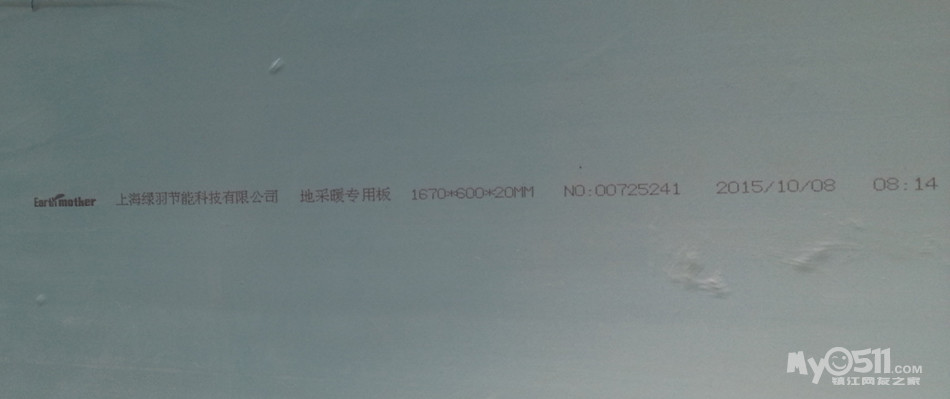 Earthmother 上海绿羽节能科技有限公司 地采暖专用板 1670*600*20MM NO:00725241 2015/10/08 08:14
My0511.COM
镇江网友之家